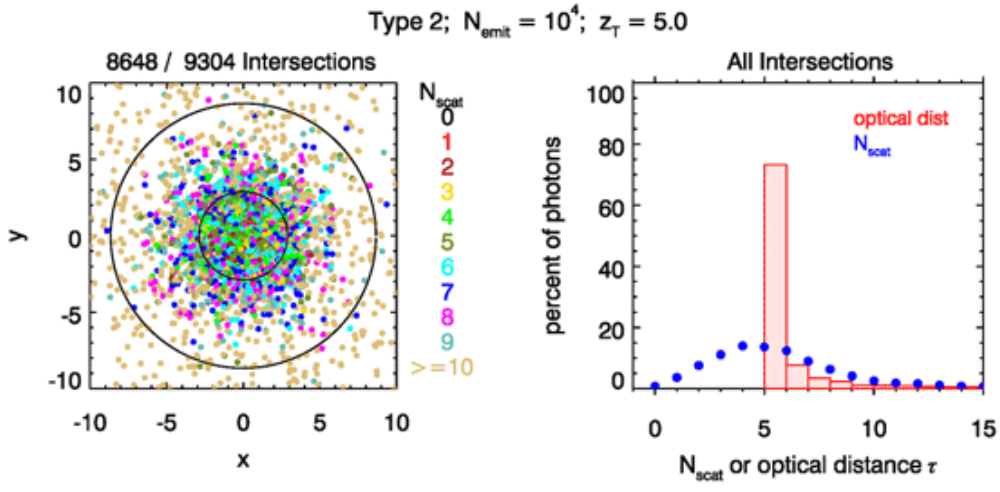 Type 2; N_emit = 10^4; z_T = 5.0
8648 / 9304 Intersections
10
5
0
-5
-10
y
-10 -5 0 5 10
x
N_scat
0
1
2
3
4
5
6
7
8
9
>=10
All Intersections
optical dist
N_scat
100
80
60
40
20
0
percent of photons
0 5 10 15
N_scat or optical distance τ